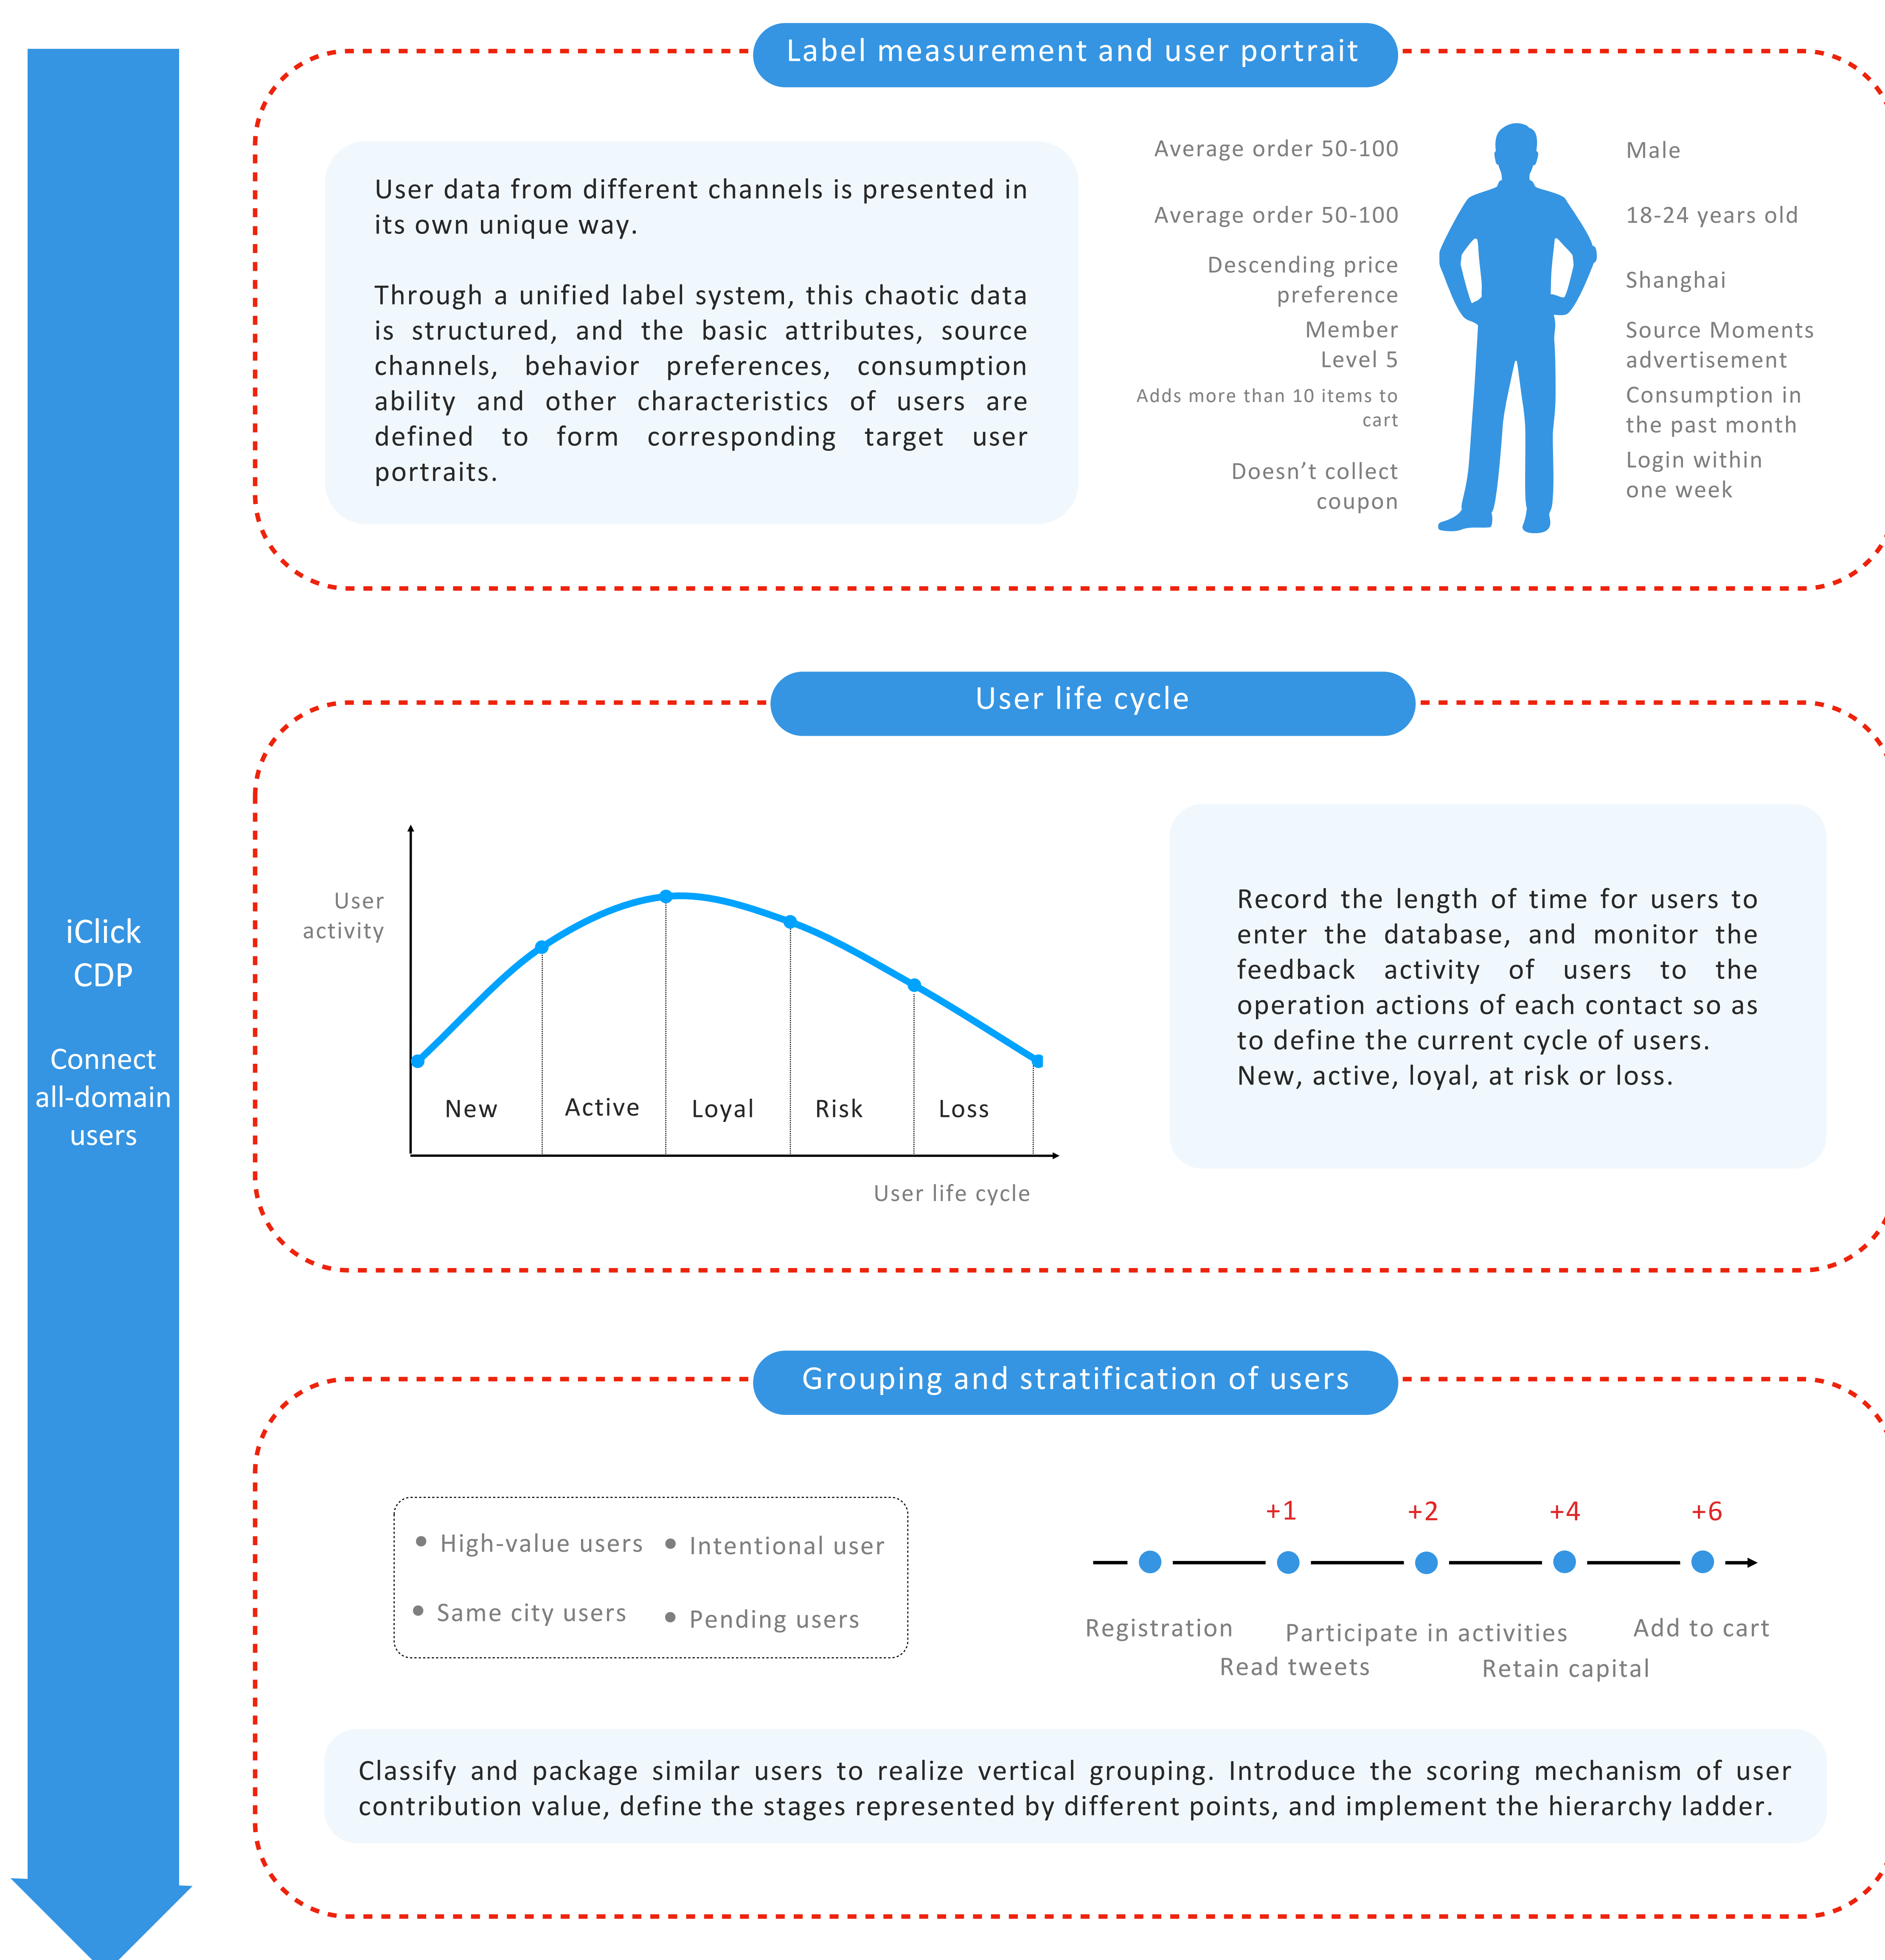 iClick
CDP
Connect
all-domain
users
Label measurement and user portrait
User data from different channels is presented in
its own unique way.
Through a unified label system, this chaotic data
is structured, and the basic attributes, source
channels, behavior preferences, consumption
ability and other characteristics of users are
defined to form corresponding target user
portraits.
Average order 50-100
Average order 50-100
Descending price
preference
Member
Level 5
Adds more than 10 items to
cart
Doesn’t collect
coupon
Male
18-24 years old
Shanghai
Source Moments
advertisement
Consumption in
the past month
Login within
one week
User life cycle
User
activity
New
Active
Loyal
Risk
Loss
User life cycle
Record the length of time for users to
enter the database, and monitor the
feedback activity of users to the
operation actions of each contact so as
to define the current cycle of users.
New, active, loyal, at risk or loss.
Grouping and stratification of users
• High-value users
• Intentional user
• Same city users
• Pending users
+1
+2
+4
+6
Registration
Read tweets
Participate in activities
Retain capital
Add to cart
Classify and package similar users to realize vertical grouping. Introduce the scoring mechanism of user
contribution value, define the stages represented by different points, and implement the hierarchy ladder.